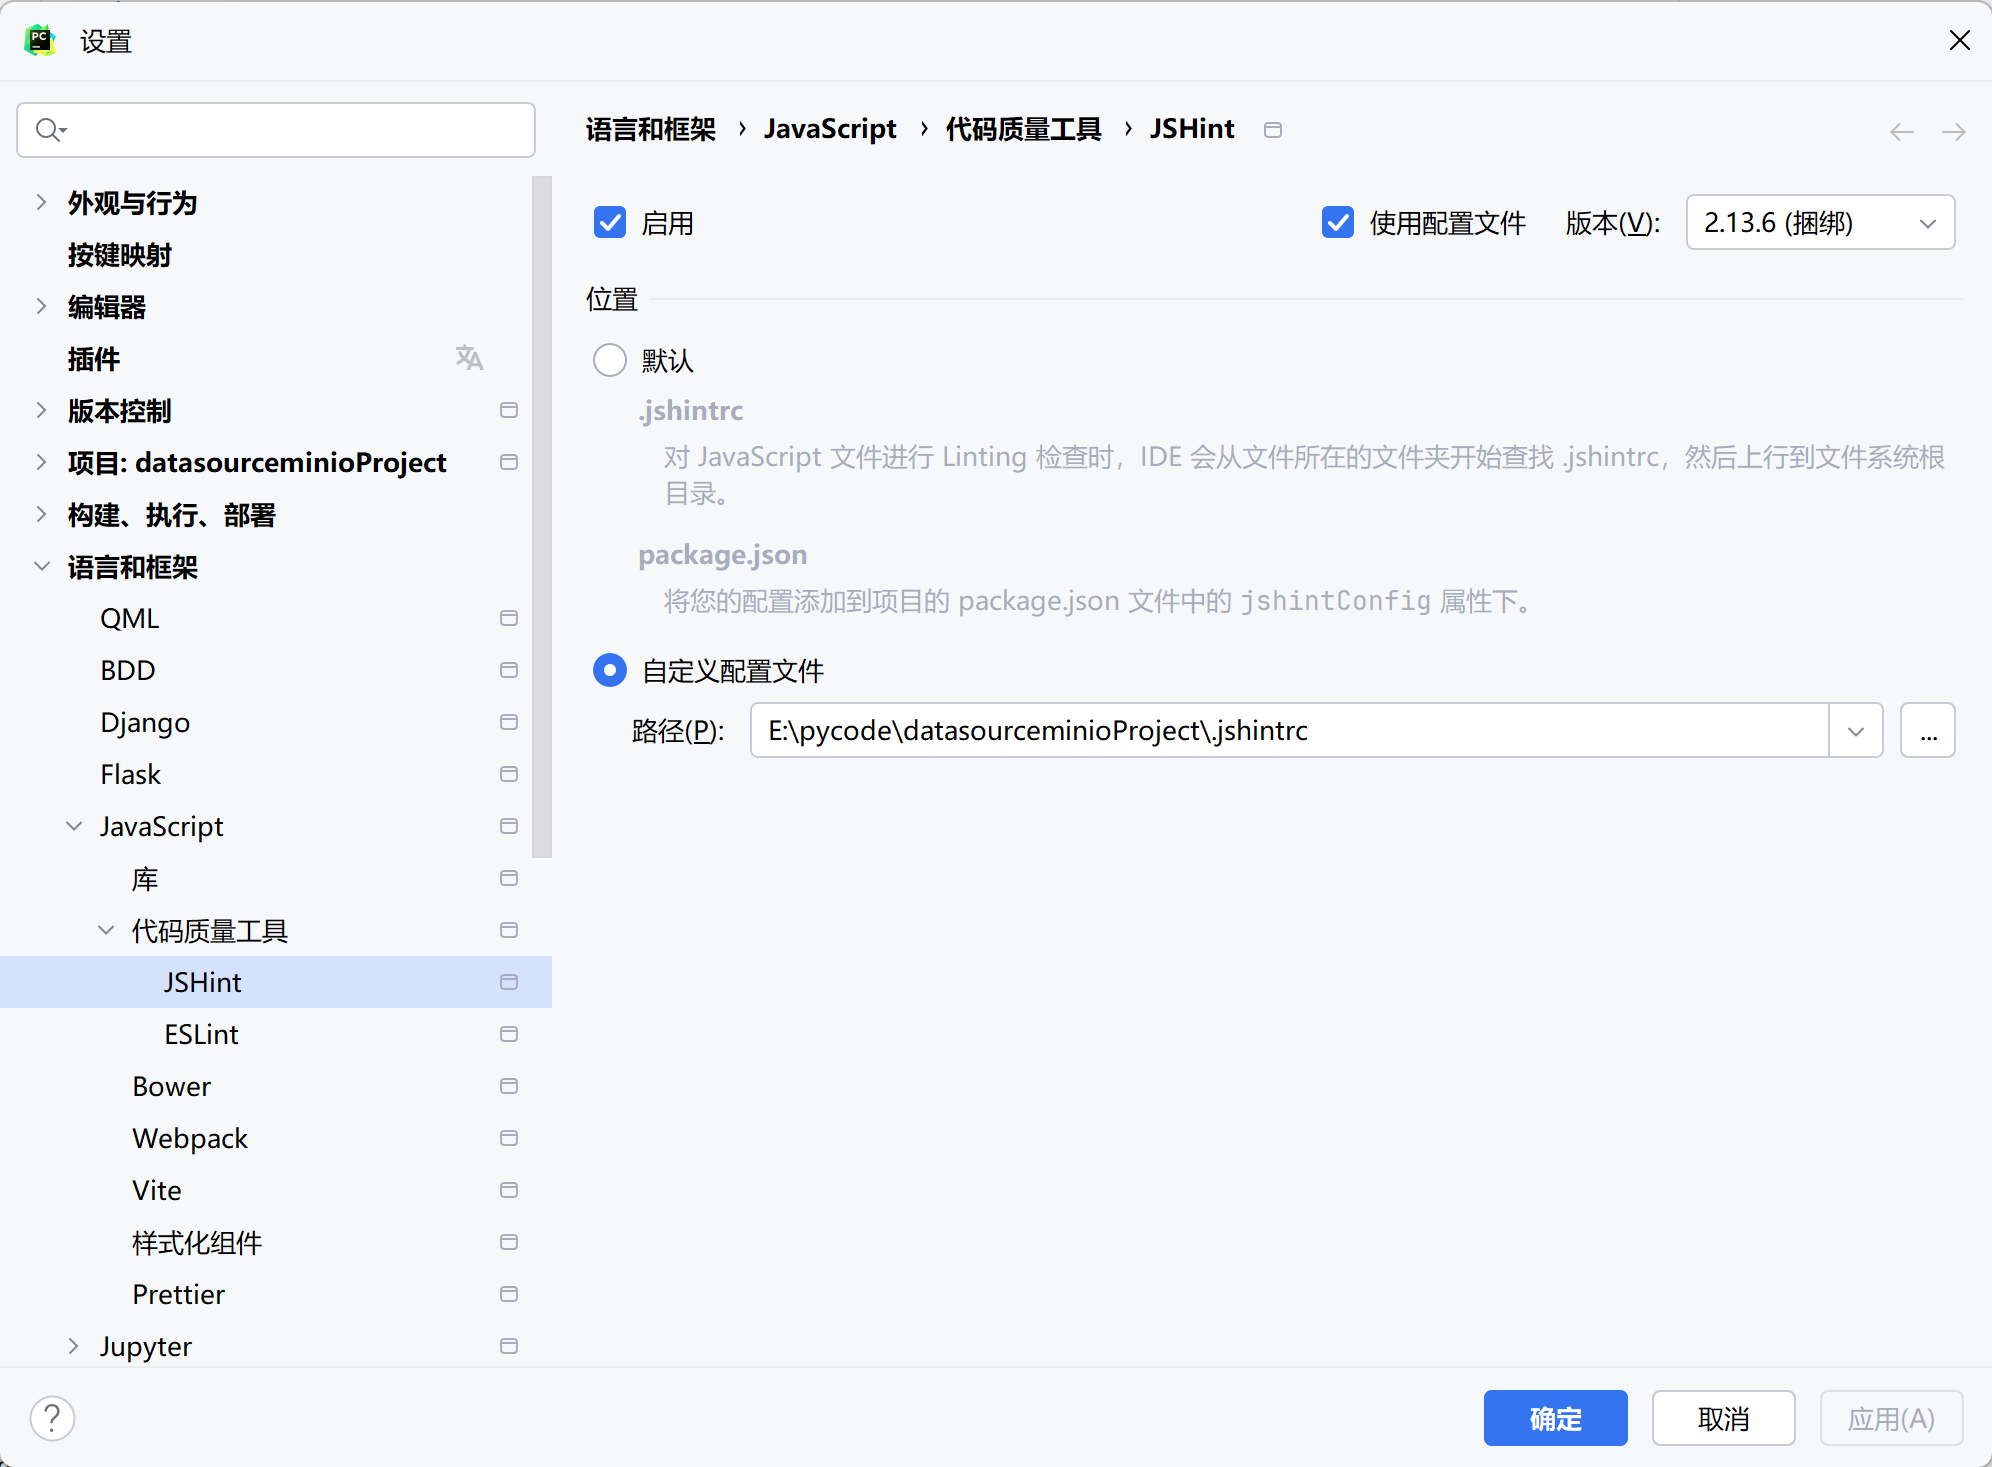 设置
外观与行为
按键映射
编辑器
插件
版本控制
项目: datasourceminioProject
构建、执行、部署
语言和框架
QML
BDD
Django
Flask
JavaScript
库
代码质量工具
JSHint
ESLint
Bower
Webpack
Vite
样式化组件
Prettier
Jupyter
语言和框架 › JavaScript › 代码质量工具 › JSHint
启用
使用配置文件 版本(V): 2.13.6 (捆绑)
位置
默认
.jshintrc
对 JavaScript 文件进行 Linting 检查时，IDE 会从文件所在的文件夹开始查找 .jshintrc，然后上行到文件系统根
目录。
package.json
将您的配置添加到项目的 package.json 文件中的 jshintConfig 属性下。
自定义配置文件
路径(P): E:\pycode\datasourceminioProject\.jshintrc ...
? 确定 取消 应用(A)